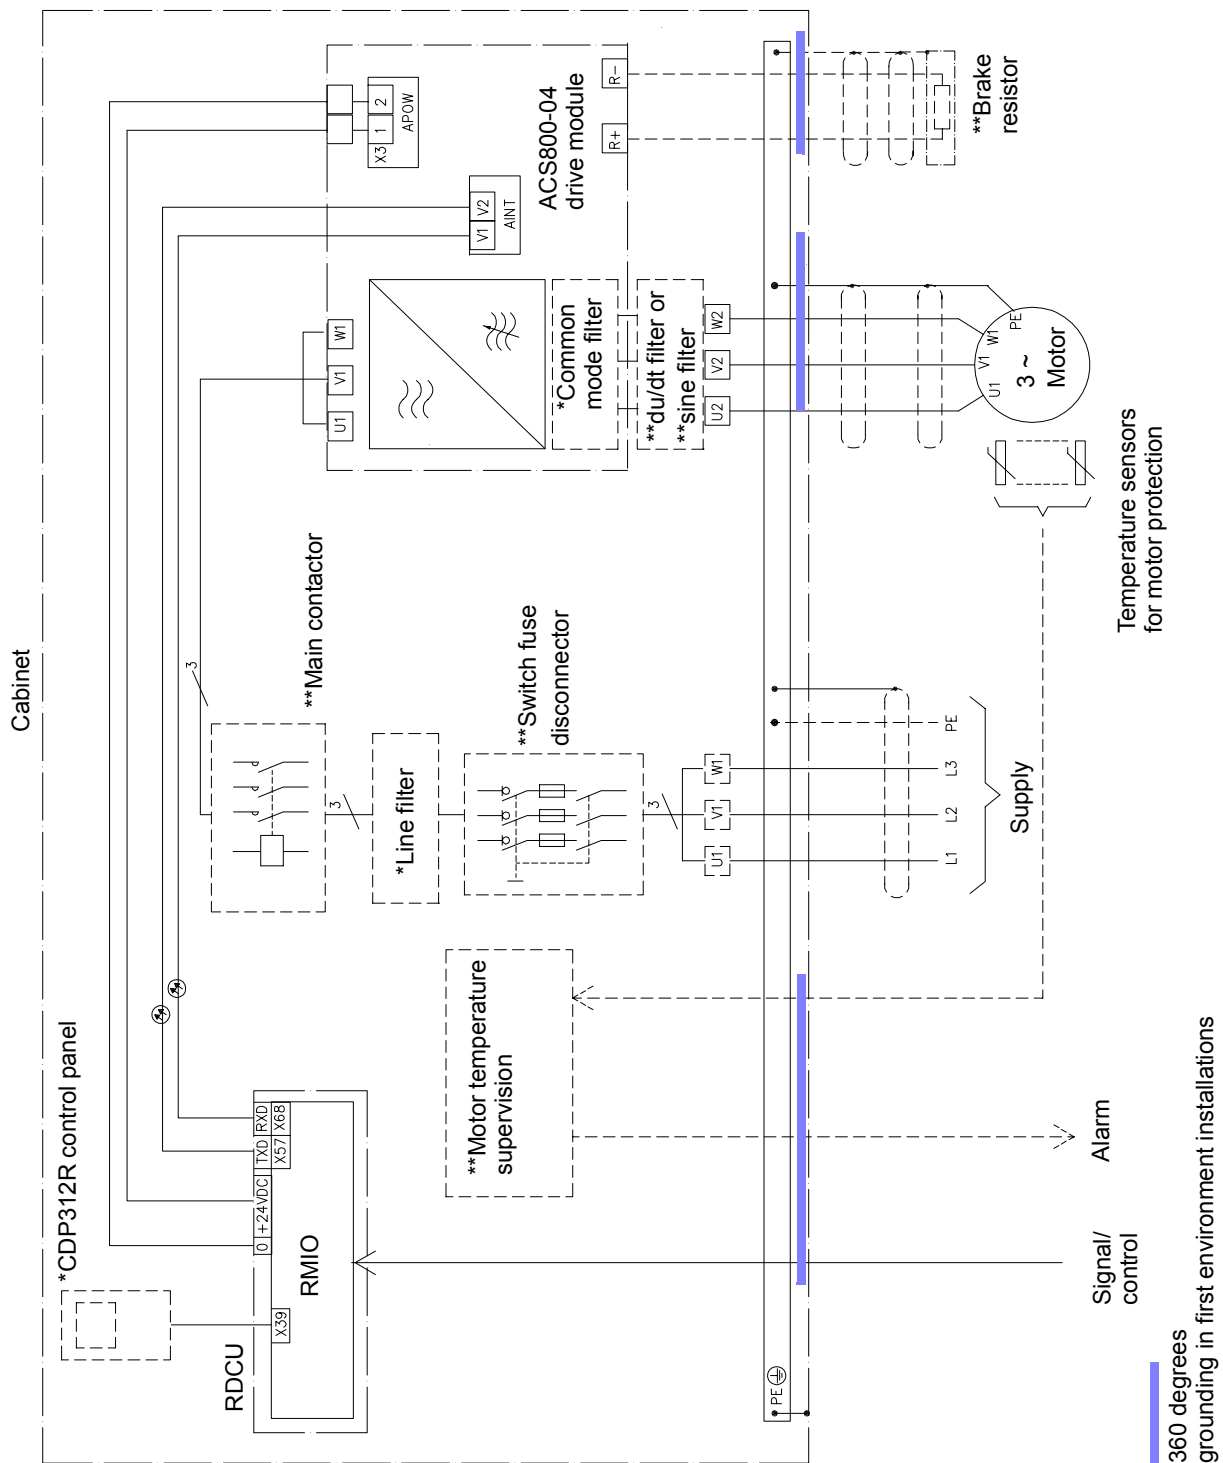 Cabinet
*CDP312R control panel
RDCU
X39
RMIO
0
+24VDC
TXD
RXD
X57
X68
**Main contactor
3
3
*Line filter
**Switch fuse
disconnector
3
U1
V1
W1
L1
L2
L3
PE
Supply
**Motor temperature
supervision
U1
V1
W1
X3
1
2
APOW
V1
V2
AINT
ACS800-04
drive module
R+
R-
*Common
mode filter
**du/dt filter or
**sine filter
U2
V2
W2
U1
V1
W1
PE
3 ~
Motor
**Brake
resistor
Temperature sensors
for motor protection
PE
Signal/
control
Alarm
360 degrees
grounding in first environment installations